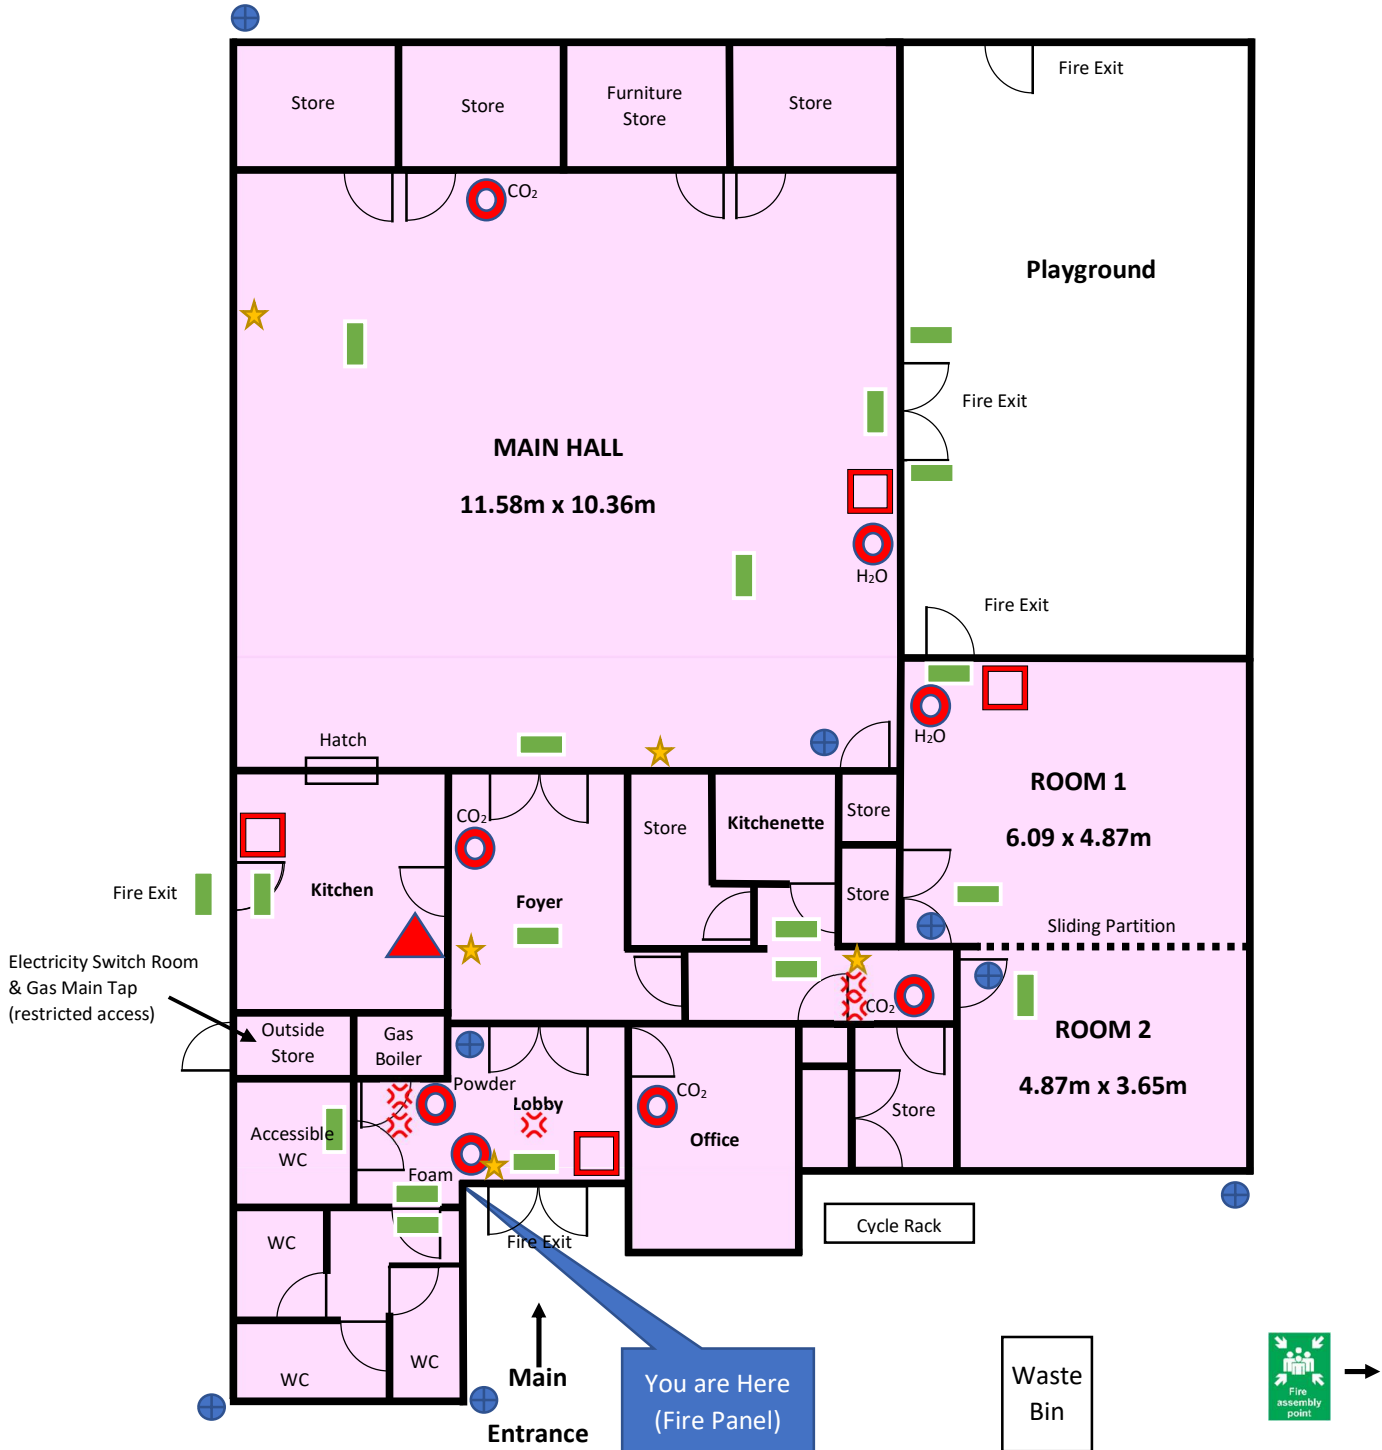 Store
Store
Furniture
Store
Store
Fire Exit
CO₂
Playground
Fire Exit
MAIN HALL
11.58m x 10.36m
H₂O
Fire Exit
Hatch
H₂O
ROOM 1
6.09 x 4.87m
Sliding Partition
CO₂
Store
Kitchenette
Store
Store
Fire Exit
Kitchen
Foyer
Electricity Switch Room
& Gas Main Tap
(restricted access)
CO₂
Outside
Store
Gas
Boiler
ROOM 2
4.87m x 3.65m
Powder
Lobby
CO₂
Office
Store
Accessible
WC
Foam
WC
Fire Exit
Cycle Rack
WC
WC
Main
Entrance
You are Here
(Fire Panel)
Waste
Bin
Fire
assembly
point